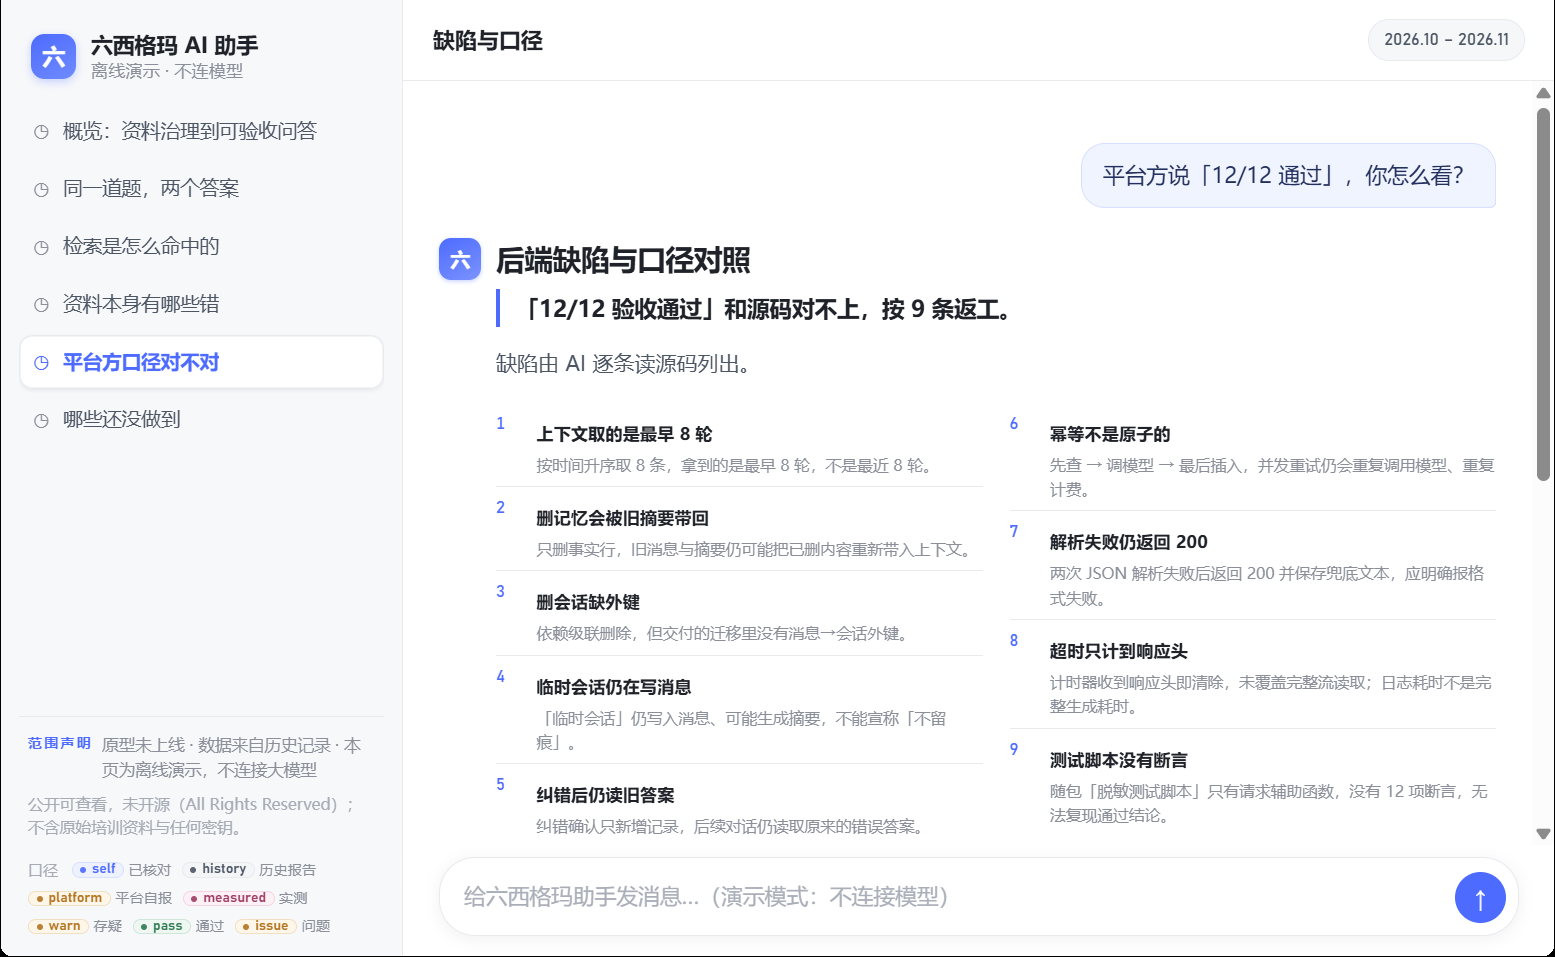 六西格玛 AI 助手
离线演示 · 不连模型
概览：资料治理到可验收问答
同一道题，两个答案
检索是怎么命中的
资料本身有哪些错
平台方口径对不对
哪些还没做到
范围声明 原型未上线 · 数据来自历史记录 · 本
页为离线演示，不连接大模型
公开可查看，未开源（All Rights Reserved）；
不含原始培训资料与任何密钥。
口径 self 已核对 history 历史报告
platform 平台自报 measured 实测
warn 存疑 pass 通过 issue 问题
缺陷与口径
2026.10 – 2026.11
平台方说「12/12 通过」，你怎么看？
六
六
后端缺陷与口径对照
「12/12 验收通过」和源码对不上，按 9 条返工。
缺陷由 AI 逐条读源码列出。
1
上下文取的是最早 8 轮
按时间升序取 8 条，拿到的是最早 8 轮，不是最近 8 轮。
2
删记忆会被旧摘要带回
只删事实行，旧消息与摘要仍可能把已删内容重新带入上下文。
3
删会话缺外键
依赖级联删除，但交付的迁移里没有消息→会话外键。
4
临时会话仍在写消息
「临时会话」仍写入消息、可能生成摘要，不能宣称「不留
痕」。
5
纠错后仍读旧答案
纠错确认只新增记录，后续对话仍读取原来的错误答案。
6
幂等不是原子的
先查 → 调模型 → 最后插入，并发重试仍会重复调用模型、重复
计费。
7
解析失败仍返回 200
两次 JSON 解析失败后返回 200 并保存兜底文本，应明确报格
式失败。
8
超时只计到响应头
计时器收到响应头即清除，未覆盖完整流读取；日志耗时不是完
整生成耗时。
9
测试脚本没有断言
随包「脱敏测试脚本」只有请求辅助函数，没有 12 项断言，无
法复现通过结论。
给六西格玛助手发消息...（演示模式：不连接模型）